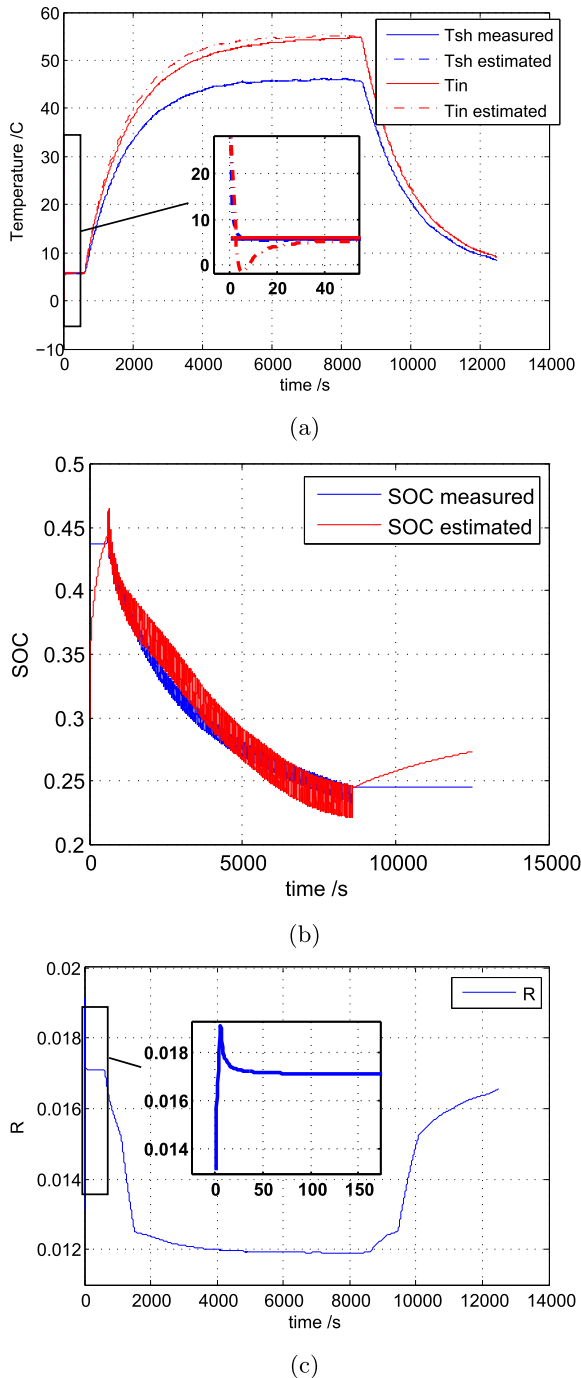 60
50
40
30
20
10
0
−10
Temperature /C
Tsh measured
Tsh estimated
Tin
Tin estimated
20
10
0
0 20 40
0 2000 4000 6000 8000 10000 12000 14000
time /s
(a)
0.5
0.45
0.4
0.35
0.3
0.25
0.2
SOC
SOC measured
SOC estimated
0 5000 10000 15000
time /s
(b)
0.02
0.018
0.016
0.014
0.012
R
R
0.018
0.016
0.014
0 50 100 150
0 2000 4000 6000 8000 10000 12000 14000
time /s
(c)